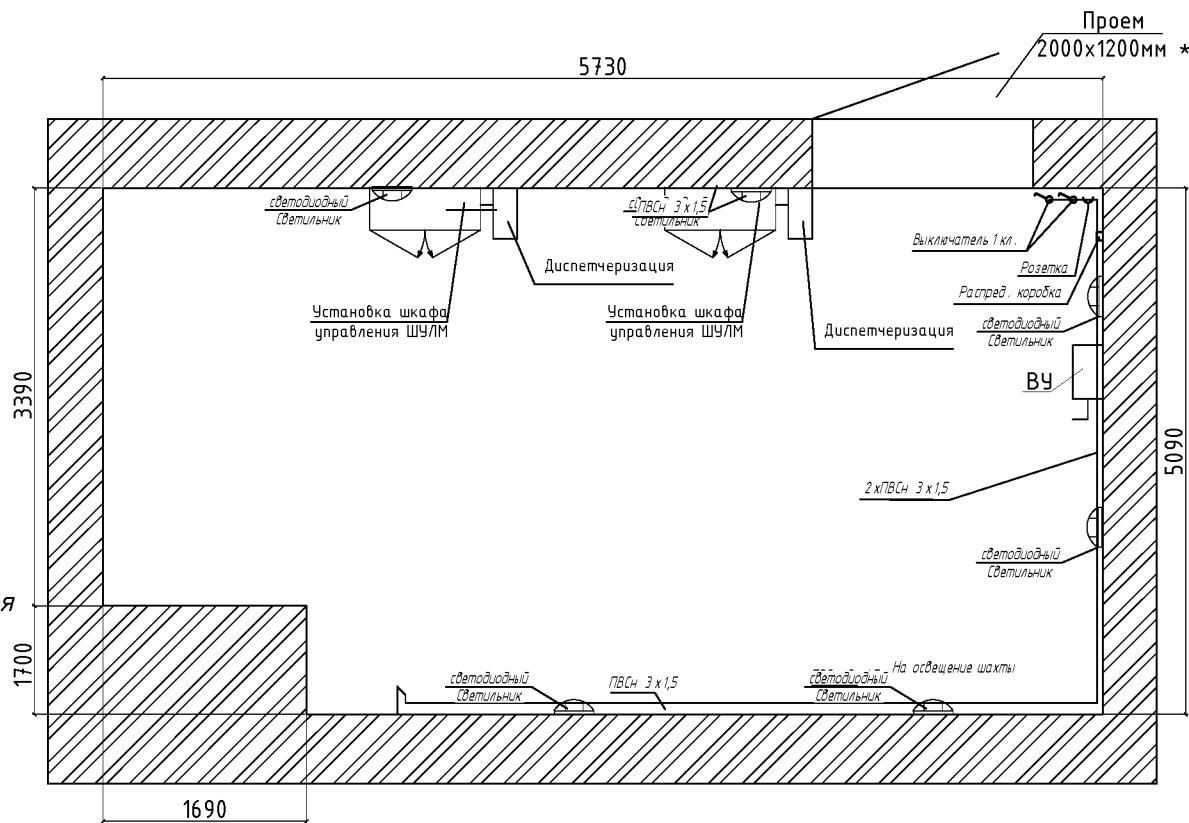 Проем
2000х1200мм *
5730
светодиодный
Светильник
ПВСн 3 х 1,5
Светильник
Выключатель 1 кл.
Диспетчеризация
Розетка
Распред. коробка
Установка шкафа
управления ШУЛМ
Установка шкафа
управления ШУЛМ
Диспетчеризация
светодиодный
Светильник
ВУ
3390
5090
2 хПВСн 3 х 1,5
светодиодный
Светильник
я
1700
светодиодный
Светильник
ПВСн 3 х 1,5
светодиодный
Светильник
На освещение шахты
1690